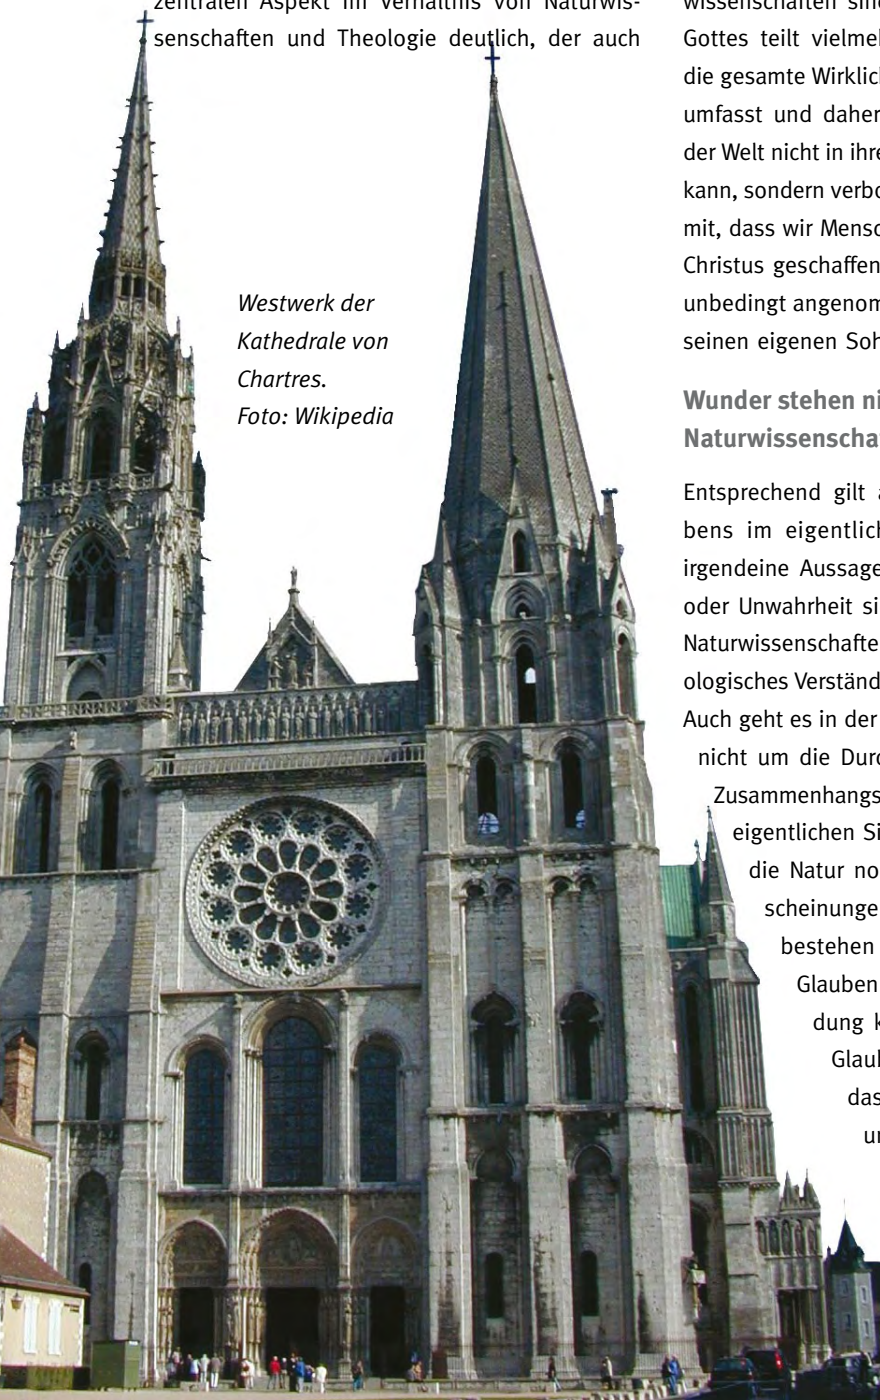 zentralen Aspekt im Verhältnis von Naturwis-
senschaften und Theologie deutlich, der auch
Westwerk der
Kathedrale von
Chartres.
Foto: Wikipedia
wissenschaften sind
Gottes teilt vielmeh
die gesamte Wirklich
umfasst und daher
der Welt nicht in ihre
kann, sondern verbo
mit, dass wir Mensc
Christus geschaffen
unbedingt angenom
seinen eigenen Soh
Wunder stehen ni
Naturwissenscha
Entsprechend gilt a
bens im eigentlich
irgendeine Aussage
oder Unwahrheit si
Naturwissenschafte
ologisches Verständ
Auch geht es in der
nicht um die Durc
Zusammenhangs
eigentlichen Si
die Natur no
scheinunge
bestehen
Glauben
dung k
Glaul
das
un